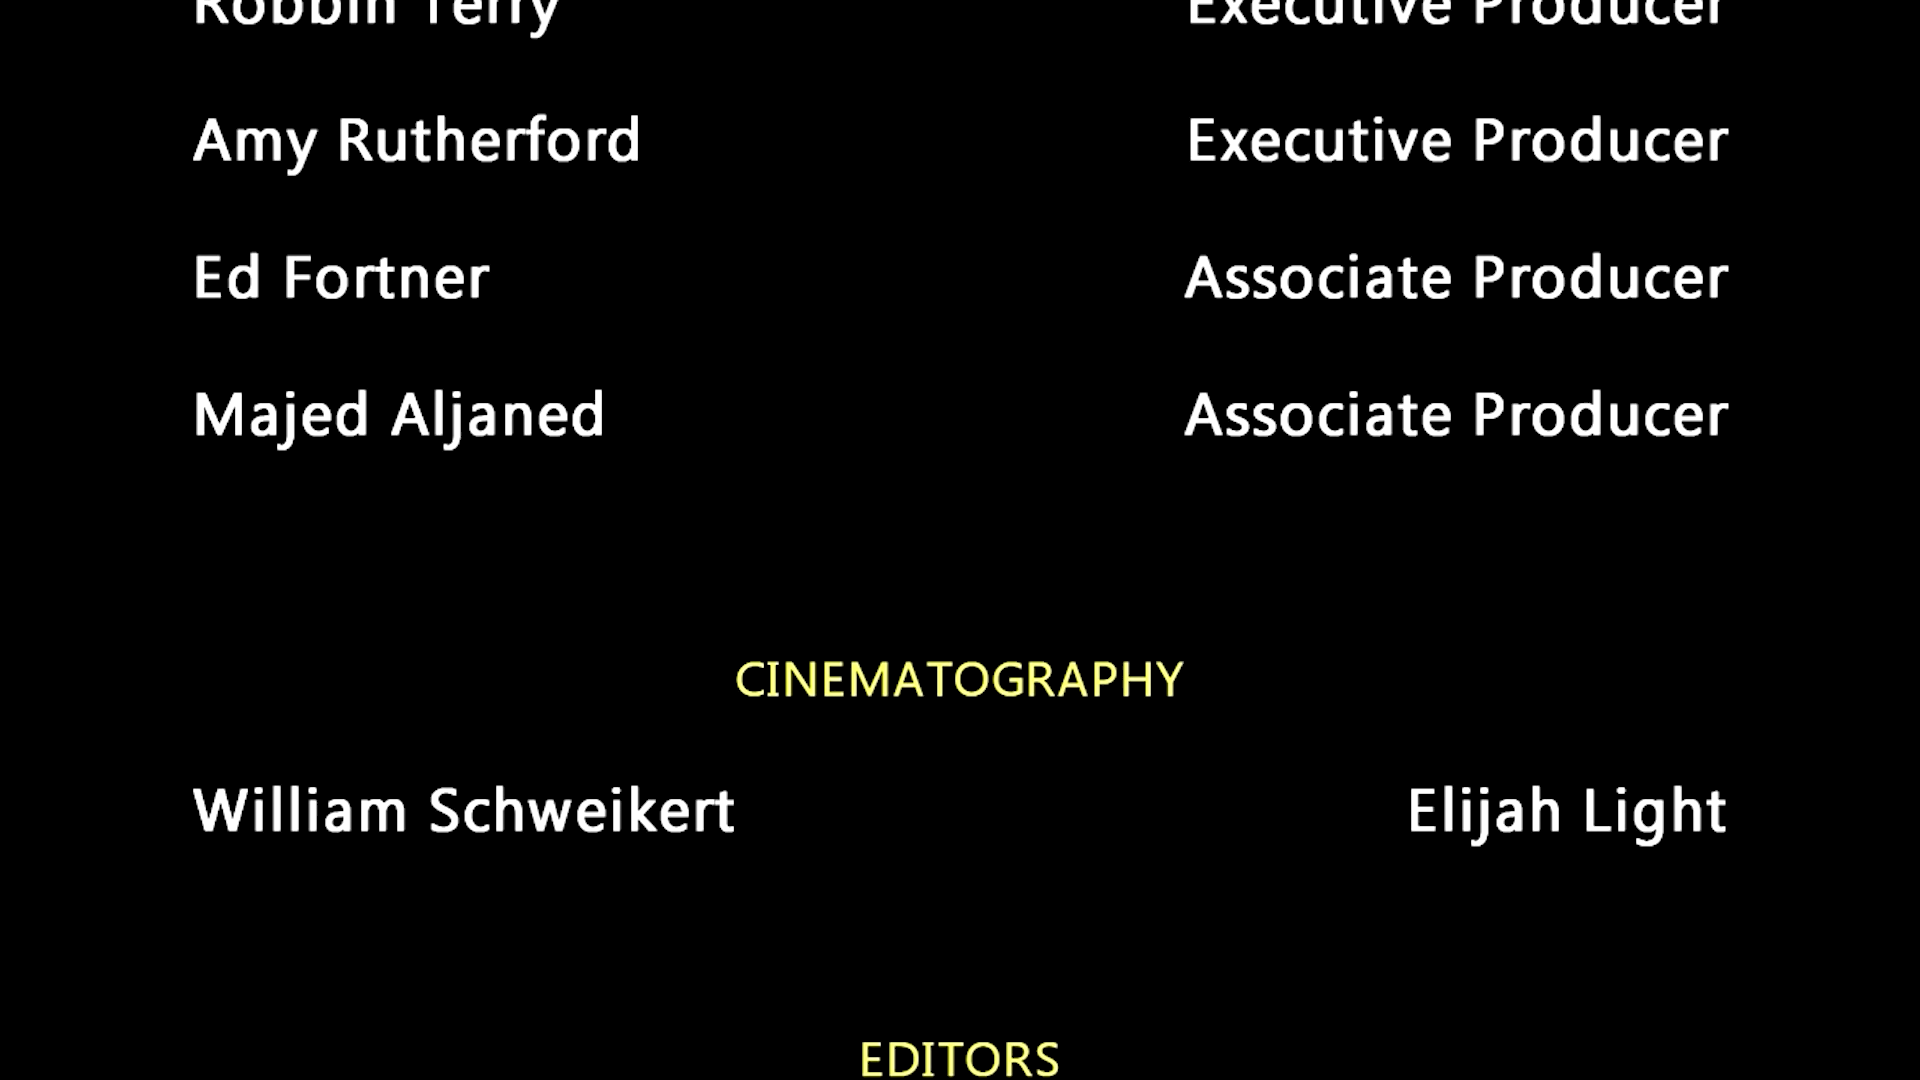 Robbin Terry Executive Producer
Amy Rutherford Executive Producer
Ed Fortner Associate Producer
Majed Aljaned Associate Producer
CINEMATOGRAPHY
William Schweikert Elijah Light
EDITORS